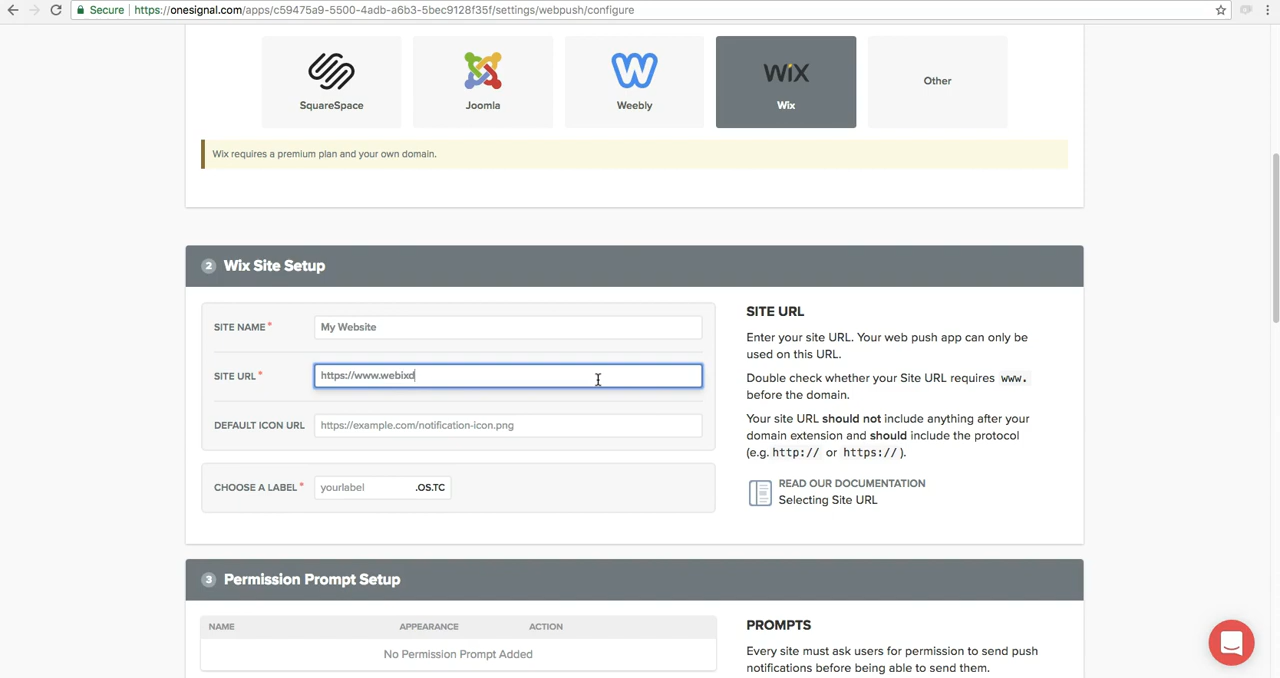 Secure https://onesignal.com/apps/c59475a9-5500-4adb-a6b3-5bec9128f35f/settings/webpush/configure
SquareSpace
Joomla
W
Weebly
WiX
Wix
Other
Wix requires a premium plan and your own domain.
2 Wix Site Setup
SITE NAME* My Website
SITE URL* https://www.webixd
DEFAULT ICON URL https://example.com/notification-icon.png
CHOOSE A LABEL* yourlabel .OS.TC
SITE URL
Enter your site URL. Your web push app can only be
used on this URL.
Double check whether your Site URL requires www.
before the domain.
Your site URL should not include anything after your
domain extension and should include the protocol
(e.g. http:// or https://).
READ OUR DOCUMENTATION
Selecting Site URL
3 Permission Prompt Setup
NAME APPEARANCE ACTION
No Permission Prompt Added
PROMPTS
Every site must ask users for permission to send push
notifications before being able to send them.